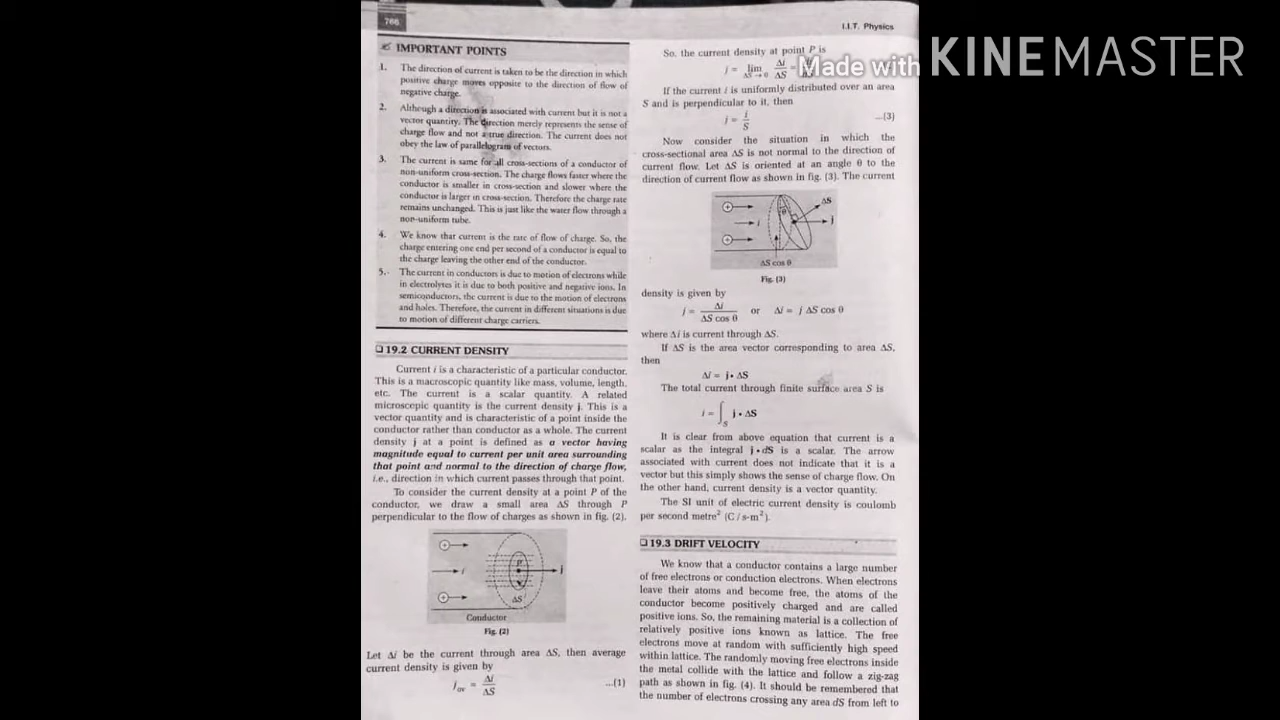 766
I.I.T. Physics
IMPORTANT POINTS
1. The direction of current is taken to be the direction in which
positive charge moves opposite to the direction of flow of
negative charge.
2. Although a direction is associated with current but it is not a
vector quantity. The direction merely represents the sense of
charge flow and not a true direction. The current does not
obey the law of parallelogram of vectors.
3. The current is same for all cross-sections of a conductor of
non-uniform cross-section. The charge flows faster where the
conductor is smaller in cross-section and slower where the
conductor is larger in cross-section. Therefore the charge rate
remains unchanged. This is just like the water flow through a
non-uniform tube.
4. We know that current is the rate of flow of charge. So, the
charge entering one end per second of a conductor is equal to
the charge leaving the other end of the conductor.
5. The current in conductors is due to motion of electrons while
in electrolytes it is due to both positive and negative ions. In
semiconductors, the current is due to the motion of electrons
and holes. Therefore, the current in different situations is due
to motion of different charge carriers.
19.2 CURRENT DENSITY
Current i is a characteristic of a particular conductor.
This is a macroscopic quantity like mass, volume, length,
etc. The current is a scalar quantity. A related
microscopic quantity is the current density j. This is a
vector quantity and is characteristic of a point inside the
conductor rather than conductor as a whole. The current
density j at a point is defined as a vector having
magnitude equal to current per unit area surrounding
that point and normal to the direction of charge flow,
i.e., direction in which current passes through that point.
To consider the current density at a point P of the
conductor, we draw a small area ΔS through P
perpendicular to the flow of charges as shown in fig. (2).
+
i
P
j
+
ΔS
Conductor
Fig. (2)
Let Δi be the current through area ΔS, then average
current density is given by
j av = Δi / ΔS ...(1)
So, the current density at point P is
j = lim ΔS → 0 Δi / ΔS =
If the current i is uniformly distributed over an area
S and is perpendicular to it, then
j = i / S ...(3)
Now consider the situation in which the
cross-sectional area ΔS is not normal to the direction of
current flow. Let ΔS is oriented at an angle θ to the
direction of current flow as shown in fig. (3). The current
+
θ
ΔS
i
j
+
ΔS cos θ
Fig. (3)
density is given by
j = Δi / ΔS cos θ or Δi = j ΔS cos θ
where Δi is current through ΔS.
If ΔS is the area vector corresponding to area ΔS,
then
Δi = j • ΔS
The total current through finite surface area S is
i = ∫S j • ΔS
It is clear from above equation that current is a
scalar as the integral j • dS is a scalar. The arrow
associated with current does not indicate that it is a
vector but this simply shows the sense of charge flow. On
the other hand, current density is a vector quantity.
The SI unit of electric current density is coulomb
per second metre² (C / s-m²).
19.3 DRIFT VELOCITY
We know that a conductor contains a large number
of free electrons or conduction electrons. When electrons
leave their atoms and become free, the atoms of the
conductor become positively charged and are called
positive ions. So, the remaining material is a collection of
relatively positive ions known as lattice. The free
electrons move at random with sufficiently high speed
within lattice. The randomly moving free electrons inside
the metal collide with the lattice and follow a zig-zag
path as shown in fig. (4). It should be remembered that
the number of electrons crossing any area dS from left to
Made with KINEMASTER